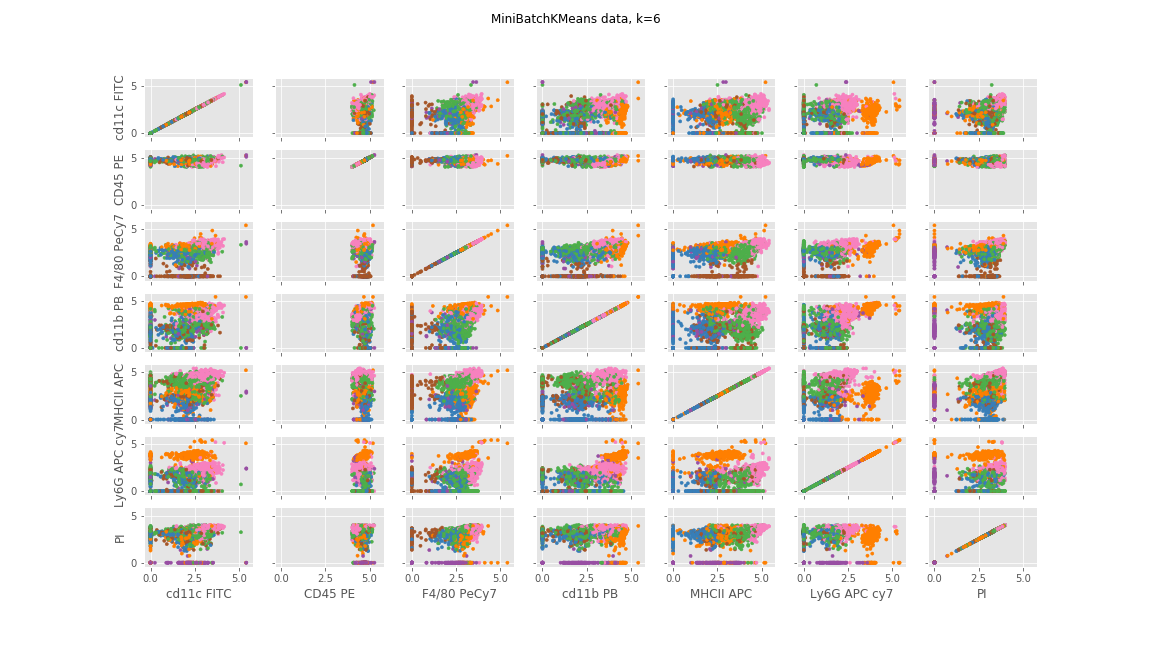 MiniBatchKMeans data, k=6
cd11c FITC
5
0
CD45 PE
5
0
F4/80 PeCy7
5
0
cd11b PB
5
0
MHCII APC
5
0
Ly6G APC cy7
5
0
PI
5
0
0.0 2.5 5.0 0.0 2.5 5.0 0.0 2.5 5.0 0.0 2.5 5.0 0.0 2.5 5.0 0.0 2.5 5.0 0.0 2.5 5.0
cd11c FITC CD45 PE F4/80 PeCy7 cd11b PB MHCII APC Ly6G APC cy7 PI